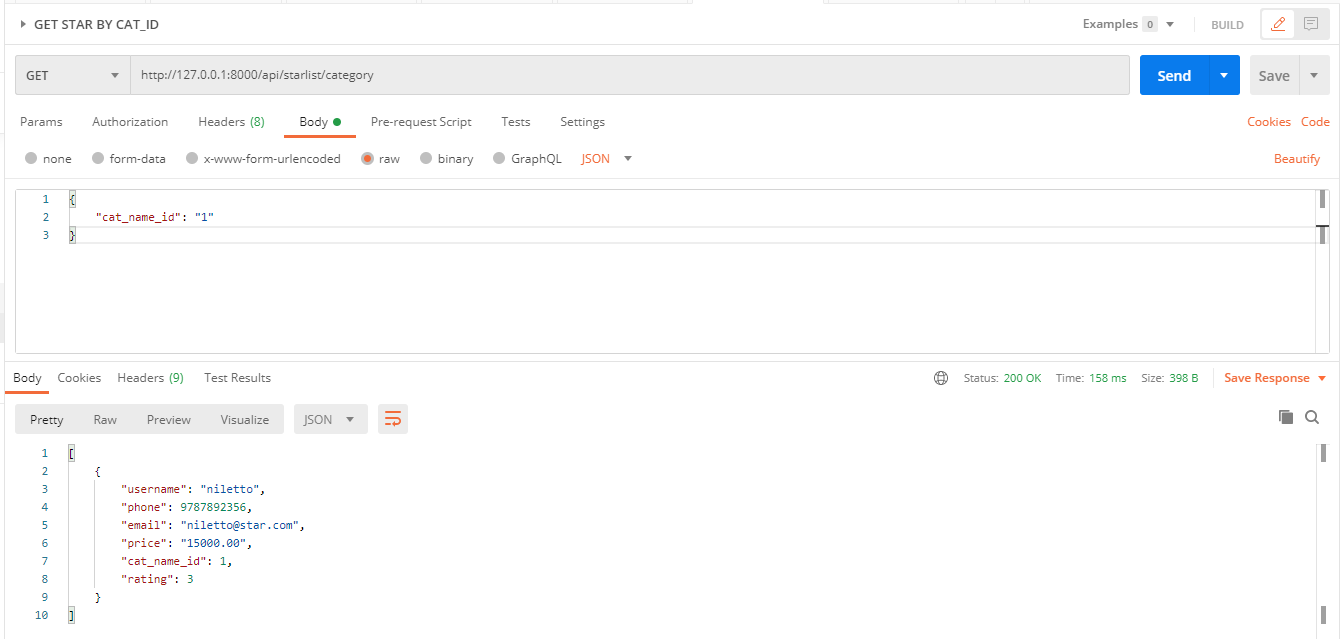 GET STAR BY CAT_ID Examples 0 BUILD
GET http://127.0.0.1:8000/api/starlist/category Send Save
Params Authorization Headers (8) Body Pre-request Script Tests Settings Cookies Code
none form-data x-www-form-urlencoded raw binary GraphQL JSON Beautify
1 {
2 "cat_name_id": "1"
3 }
Body Cookies Headers (9) Test Results Status: 200 OK Time: 158 ms Size: 398 B Save Response
Pretty Raw Preview Visualize JSON
1 [
2 {
3 "username": "niletto",
4 "phone": 9787892356,
5 "email": "niletto@star.com",
6 "price": "15000.00",
7 "cat_name_id": 1,
8 "rating": 3
9 }
10 ]